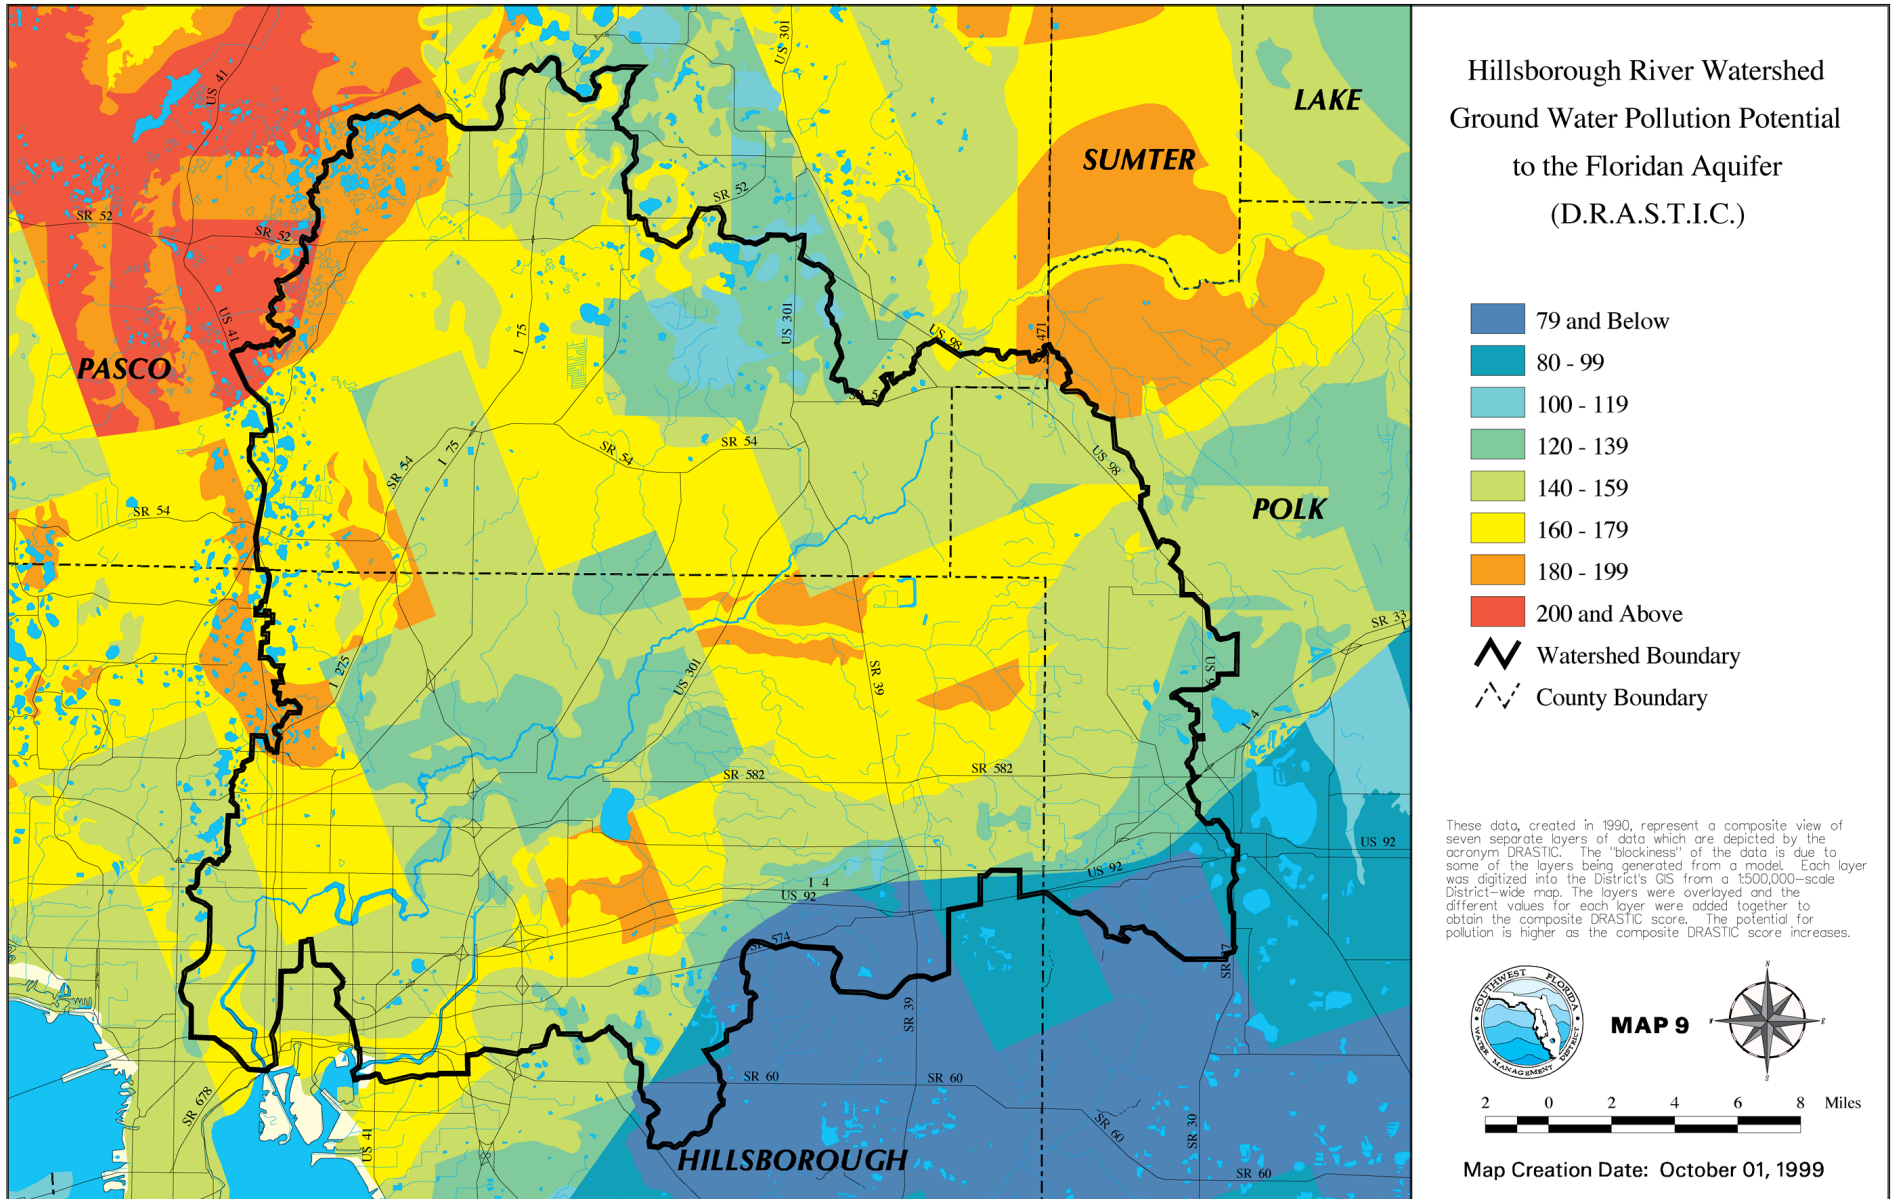 Hillsborough River Watershed
Ground Water Pollution Potential
to the Floridan Aquifer
(D.R.A.S.T.I.C.)
79 and Below
80 - 99
100 - 119
120 - 139
140 - 159
160 - 179
180 - 199
200 and Above
Watershed Boundary
County Boundary
These data, created in 1990, represent a composite view of
seven separate layers of data which are depicted by the
acronym DRASTIC. The "blockiness" of the data is due to
some of the layers being generated from a model. Each layer
was digitized into the District's GIS from a 1:500,000-scale
District-wide map. The layers were overlayed and the
different values for each layer were added together to
obtain the composite DRASTIC score. The potential for
pollution is higher as the composite DRASTIC score increases.
SOUTHWEST FLORIDA
WATER MANAGEMENT DISTRICT
MAP 9
N
W
E
S
2 0 2 4 6 8 Miles
Map Creation Date: October 01, 1999
LAKE
SUMTER
PASCO
POLK
HILLSBOROUGH
US 41
US 301
SR 52
SR 52
SR 52
US 41
I 75
US 301
US 98
471
SR 54
I 75
SR 54
SR 54
US 98
SR 54
SR 33
I 275
US 301
SR 39
I 4
SR 582
SR 582
US 92
US 92
I 4
US 92
SR 574
SR 39
SR 60
SR 60
SR 60
SR 30
SR 60
SR 678
US 41